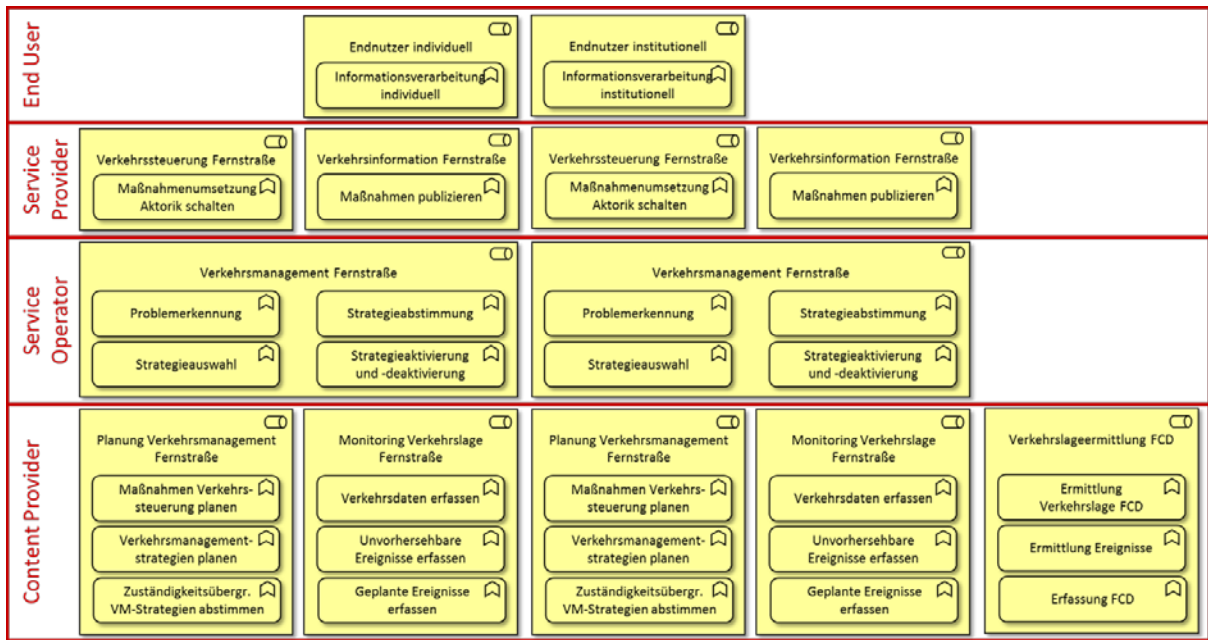 End User
Endnutzer individuell
Informationsverarbeitung
individuell
Endnutzer institutionell
Informationsverarbeitung
institutionell
Service
Provider
Verkehrssteuerung Fernstraße
Maßnahmenumsetzung
Aktorik schalten
Verkehrsinformation Fernstraße
Maßnahmen publizieren
Verkehrssteuerung Fernstraße
Maßnahmenumsetzung
Aktorik schalten
Verkehrsinformation Fernstraße
Maßnahmen publizieren
Service
Operator
Verkehrsmanagement Fernstraße
Problemerkennung
Strategieabstimmung
Strategieauswahl
Strategieaktivierung
und -deaktivierung
Verkehrsmanagement Fernstraße
Problemerkennung
Strategieabstimmung
Strategieauswahl
Strategieaktivierung
und -deaktivierung
Content Provider
Planung Verkehrsmanagement
Fernstraße
Maßnahmen Verkehrs-
steuerung planen
Verkehrsmanagement-
strategien planen
Zuständigkeitsübergr.
VM-Strategien abstimmen
Monitoring Verkehrslage
Fernstraße
Verkehrsdaten erfassen
Unvorhersehbare
Ereignisse erfassen
Geplante Ereignisse
erfassen
Planung Verkehrsmanagement
Fernstraße
Maßnahmen Verkehrs-
steuerung planen
Verkehrsmanagement-
strategien planen
Zuständigkeitsübergr.
VM-Strategien abstimmen
Monitoring Verkehrslage
Fernstraße
Verkehrsdaten erfassen
Unvorhersehbare
Ereignisse erfassen
Geplante Ereignisse
erfassen
Verkehrslageermittlung FCD
Ermittlung
Verkehrslage FCD
Ermittlung Ereignisse
Erfassung FCD